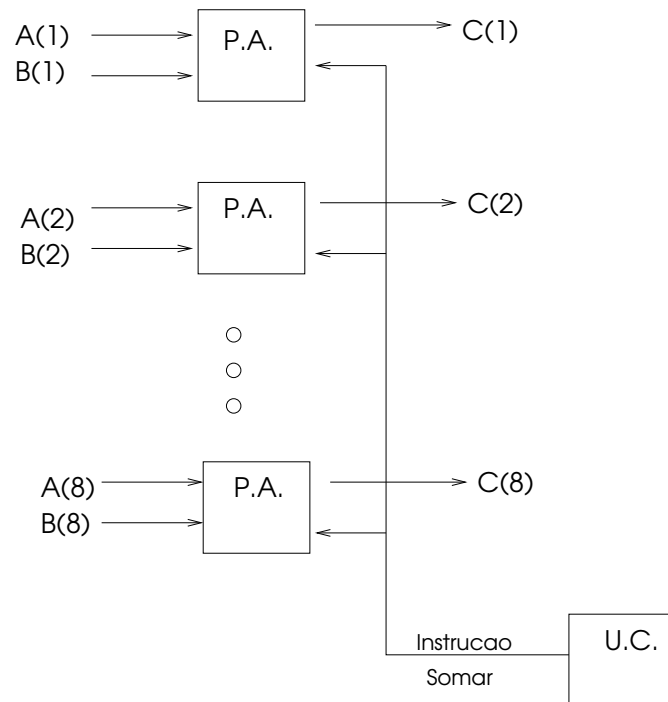 A(1)
B(1)
P.A.
C(1)
A(2)
B(2)
P.A.
C(2)
A(8)
B(8)
P.A.
C(8)
Instrucao
Somar
U.C.